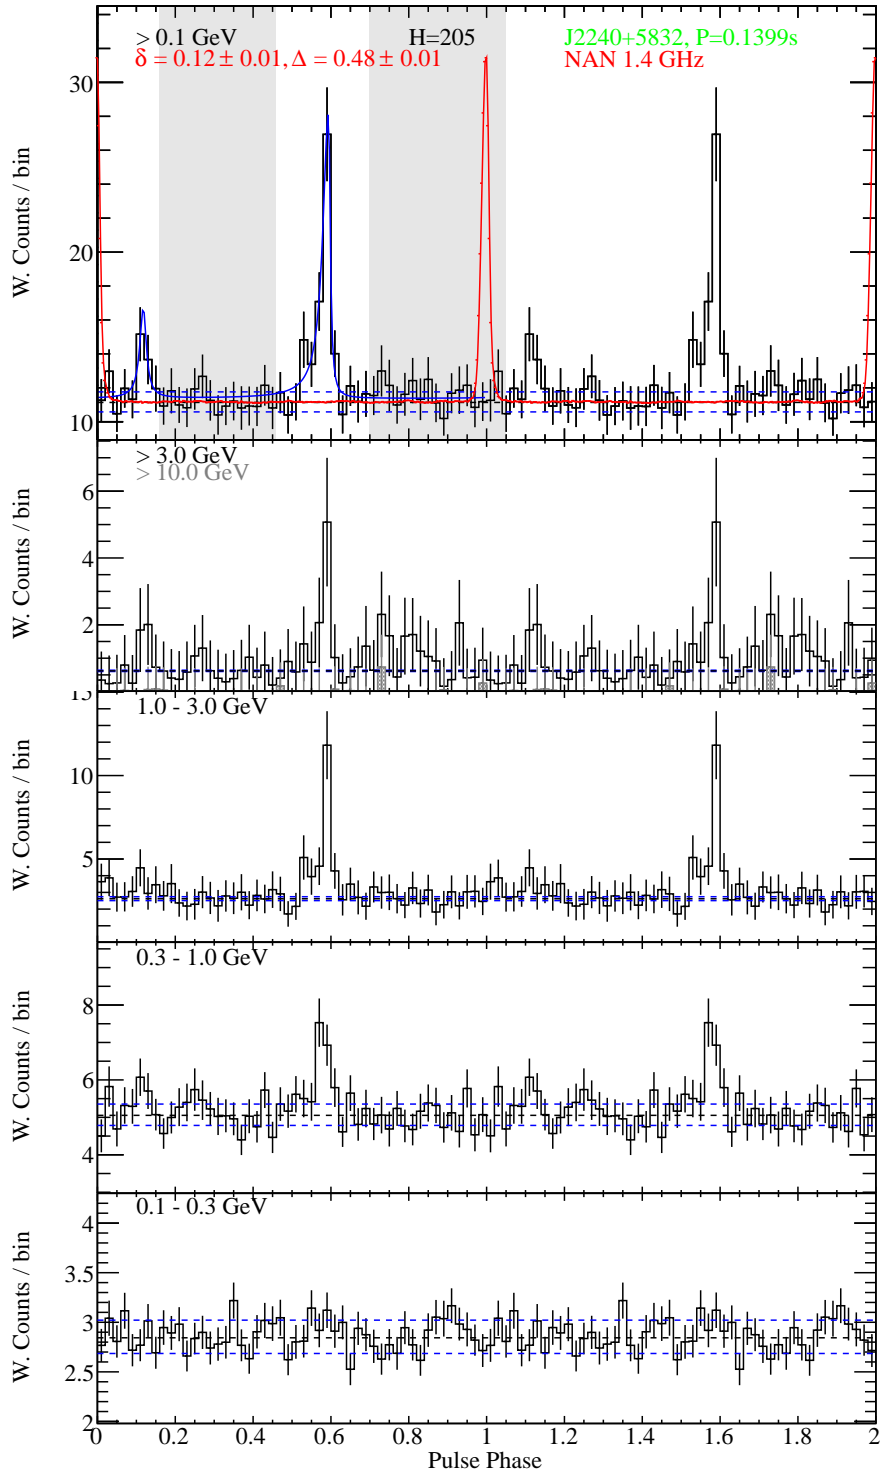 > 0.1 GeV H=205 J2240+5832, P=0.1399s
δ = 0.12 ± 0.01, Δ = 0.48 ± 0.01 NAN 1.4 GHz
W. Counts / bin
30
20
10
> 3.0 GeV
> 10.0 GeV
W. Counts / bin
6
4
2
15
1.0 - 3.0 GeV
W. Counts / bin
10
5
0.3 - 1.0 GeV
W. Counts / bin
8
6
4
0.1 - 0.3 GeV
W. Counts / bin
4
3.5
3
2.5
2
0 0.2 0.4 0.6 0.8 1 1.2 1.4 1.6 1.8 2
Pulse Phase